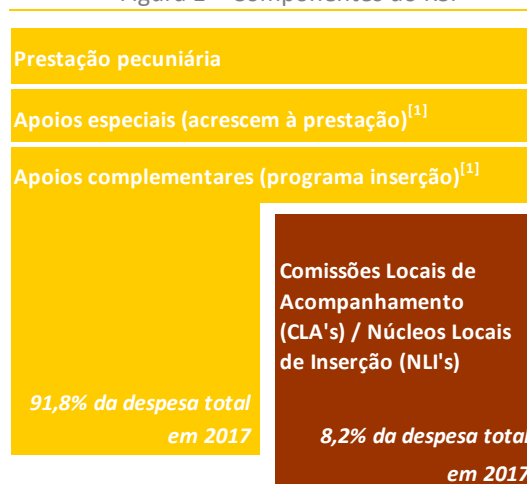 Prestação pecuniária
Apoios especiais (acrescem à prestação)[1]
Apoios complementares (programa inserção)[1]
Comissões Locais de
Acompanhamento
(CLA's) / Núcleos Locais
de Inserção (NLI's)
91,8% da despesa total
em 2017
8,2% da despesa total
em 2017